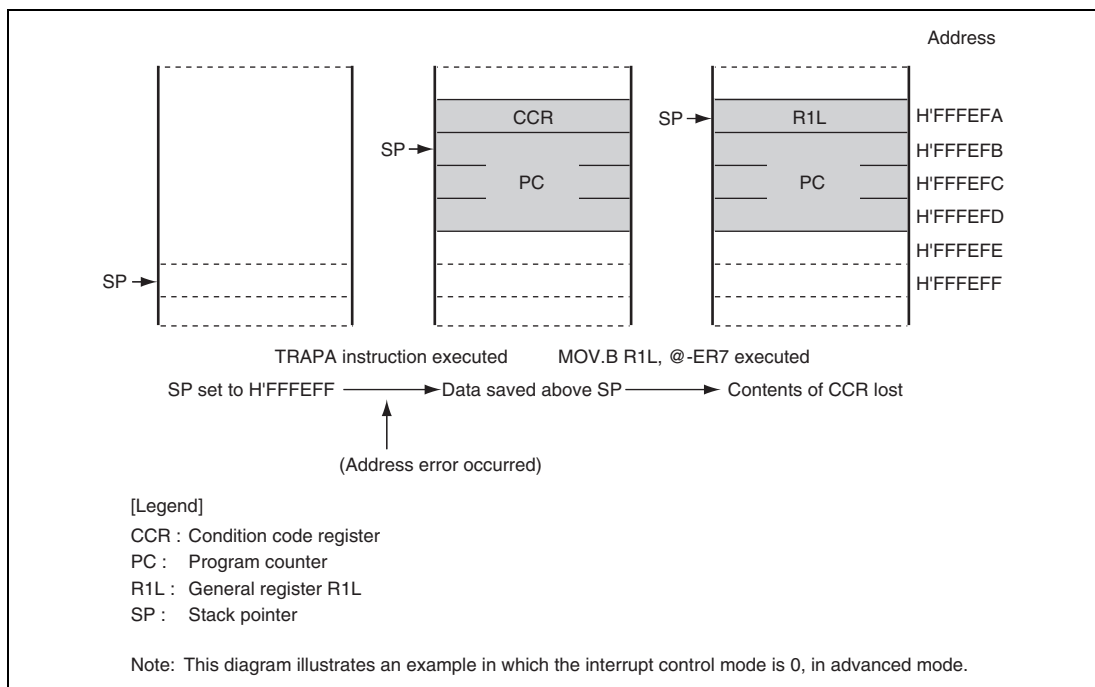 Address
CCR
SP
R1L
H'FFFEFA
SP
H'FFFEFB
PC
PC
H'FFFEFC
H'FFFEFD
H'FFFEFE
SP
H'FFFEFF
TRAPA instruction executed
MOV.B R1L, @-ER7 executed
SP set to H'FFFEFF
Data saved above SP
Contents of CCR lost
(Address error occurred)
[Legend]
CCR : Condition code register
PC : Program counter
R1L : General register R1L
SP : Stack pointer
Note: This diagram illustrates an example in which the interrupt control mode is 0, in advanced mode.